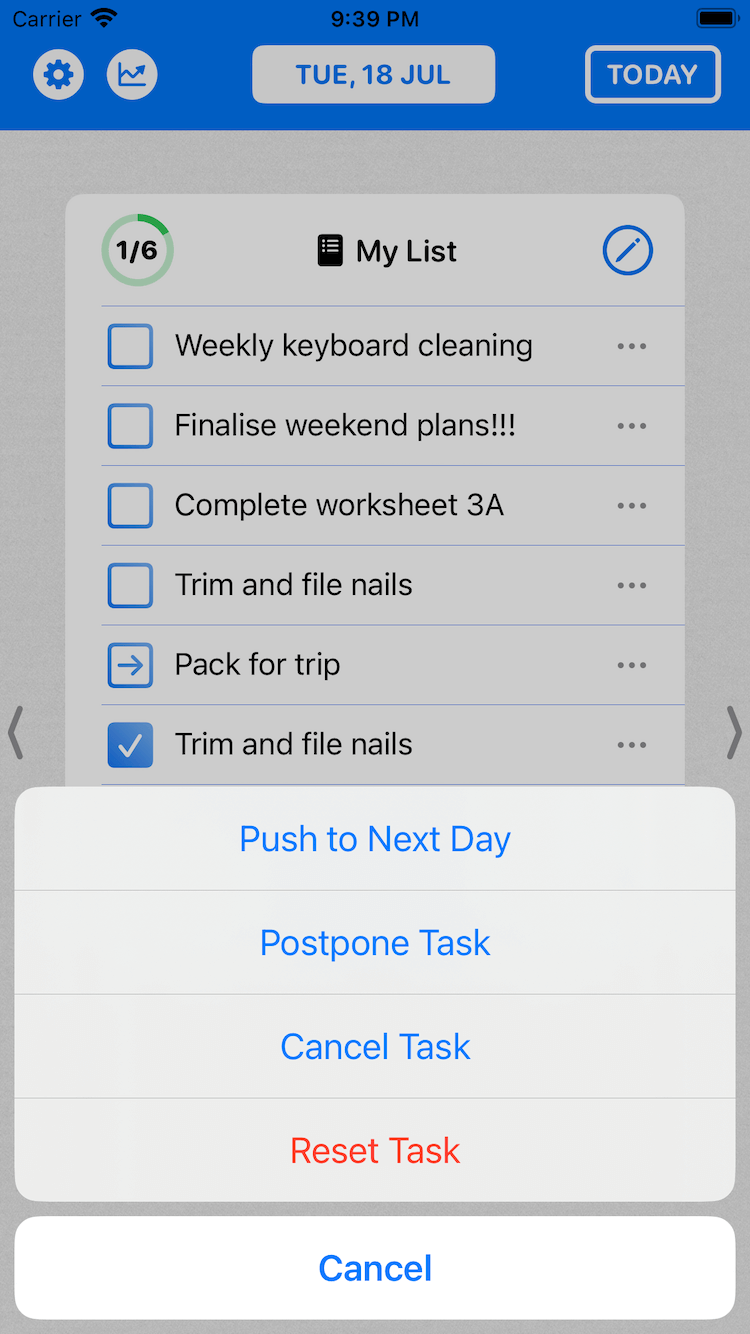 Carrier 9:39 PM
TUE, 18 JUL TODAY
1/6 My List
Weekly keyboard cleaning
Finalise weekend plans!!!
Complete worksheet 3A
Trim and file nails
Pack for trip
Trim and file nails
Push to Next Day
Postpone Task
Cancel Task
Reset Task
Cancel